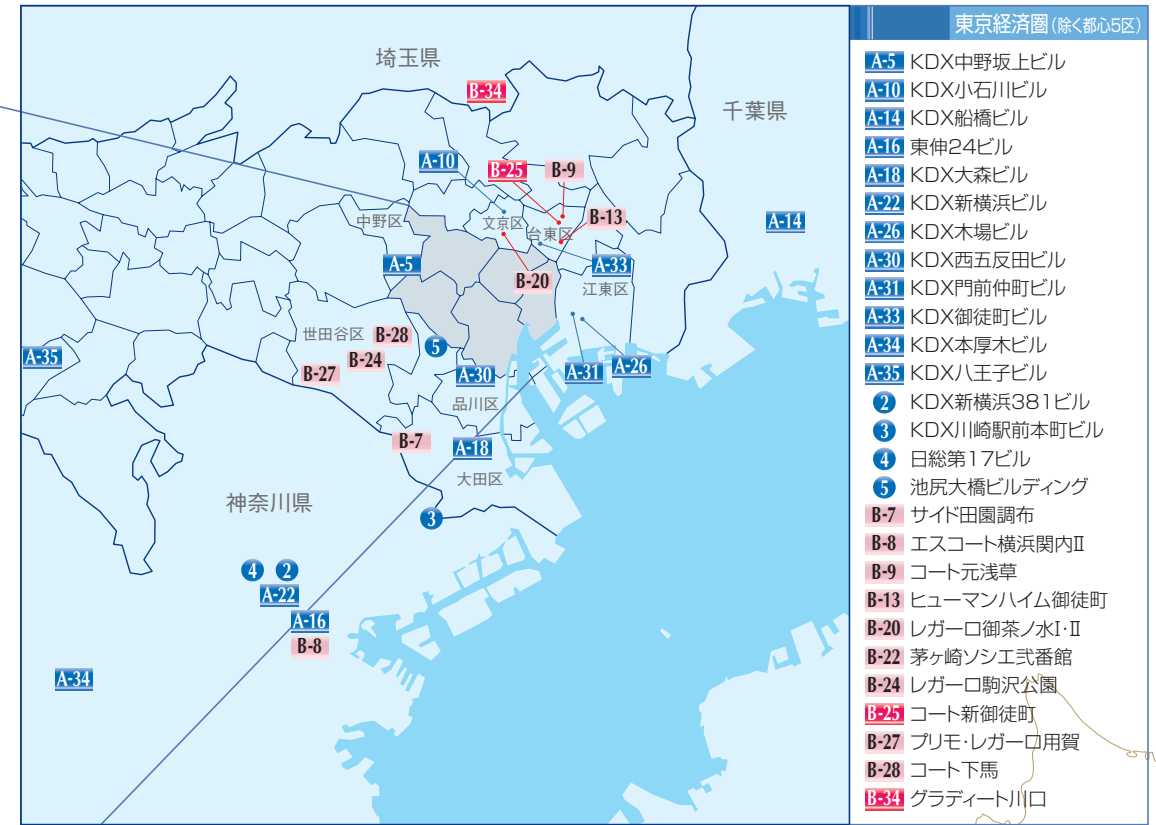 埼玉県
千葉県
B-34
A-10
B-25
B-9
中野区
文京区
台東区
B-13
A-14
A-5
A-33
B-20
江東区
世田谷区
B-28
5
A-35
B-24
B-27
A-30
A-31
A-26
品川区
B-7
A-18
大田区
神奈川県
3
4
2
A-22
A-16
B-8
A-34
東京経済圏(除く都心5区)
A-5 KDX中野坂上ビル
A-10 KDX小石川ビル
A-14 KDX船橋ビル
A-16 東伸24ビル
A-18 KDX大森ビル
A-22 KDX新横浜ビル
A-26 KDX木場ビル
A-30 KDX西五反田ビル
A-31 KDX門前仲町ビル
A-33 KDX御徒町ビル
A-34 KDX本厚木ビル
A-35 KDX八王子ビル
2 KDX新横浜381ビル
3 KDX川崎駅前本町ビル
4 日総第17ビル
5 池尻大橋ビルディング
B-7 サイド田園調布
B-8 エスコート横浜関内Ⅱ
B-9 コート元浅草
B-13 ヒューマンハイム御徒町
B-20 レガーロ御茶ノ水Ⅰ・Ⅱ
B-22 茅ヶ崎ソシエ弐番館
B-24 レガーロ駒沢公園
B-25 コート新御徒町
B-27 プリモ・レガーロ用賀
B-28 コート下馬
B-34 グラディート川口